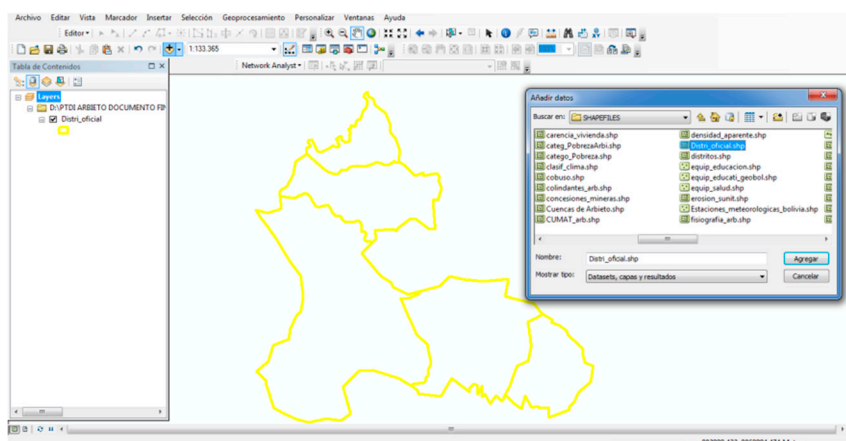 Archivo Editar Vista Marcador Insertar Selección Geoprocesamiento Personalizar Ventanas Ayuda
Editor
1:133.365
Network Analyst
Tabla de Contenidos
Layers
D:\PTDI ARBIETO DOCUMENTO FIN
Distri_oficial
Añadir datos
Buscar en: SHAPEFILES
carencia_vivienda.shp
categ_PobrezaArbi.shp
catego_Pobreza.shp
clasif_clima.shp
cobuso.shp
colindantes_arb.shp
concesiones_mineras.shp
Cuencas de Arbieto.shp
CUMAT_arb.shp
densidad_aparente.shp
Distri_oficial.shp
distritos.shp
equip_educacion.shp
equip_educati_geobol.shp
equip_salud.shp
erosion_sunit.shp
Estaciones_meteorologicas_bolivia.shp
fisiografia_arb.shp
Nombre: Distri_oficial.shp
Agregar
Mostrar tipo: Datasets, capas y resultados
Cancelar